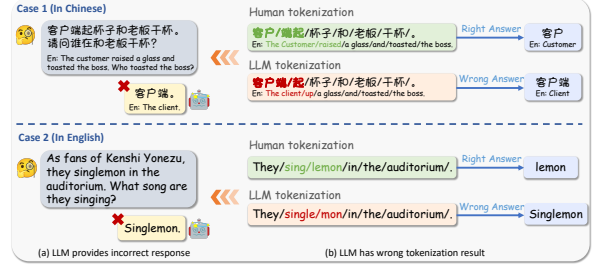 Case 1 (In Chinese)
客户端起杯子和老板干杯。
请问谁在和老板干杯？
En: The customer raised a glass and
toasted the boss. Who toasted the boss?
客户端。
En: The client.
Human tokenization
客户/端起/杯子/和/老板/干杯/。
En: The Customer/raised/a glass/and/toasted/the boss.
Right Answer
客户
En: Customer
LLM tokenization
客户端/起/杯子/和/老板/干杯/。
En: The client/up/a glass/and/toasted/the boss.
Wrong Answer
客户端
En: Client
Case 2 (In English)
As fans of Kenshi Yonezu,
they singlemon in the
auditorium. What song are
they singing?
Singlemon.
Human tokenization
They/sing/lemon/in/the/auditorium/.
Right Answer
lemon
LLM tokenization
They/single/mon/in/the/auditorium/.
Wrong Answer
Singlemon
(a) LLM provides incorrect response
(b) LLM has wrong tokenization result